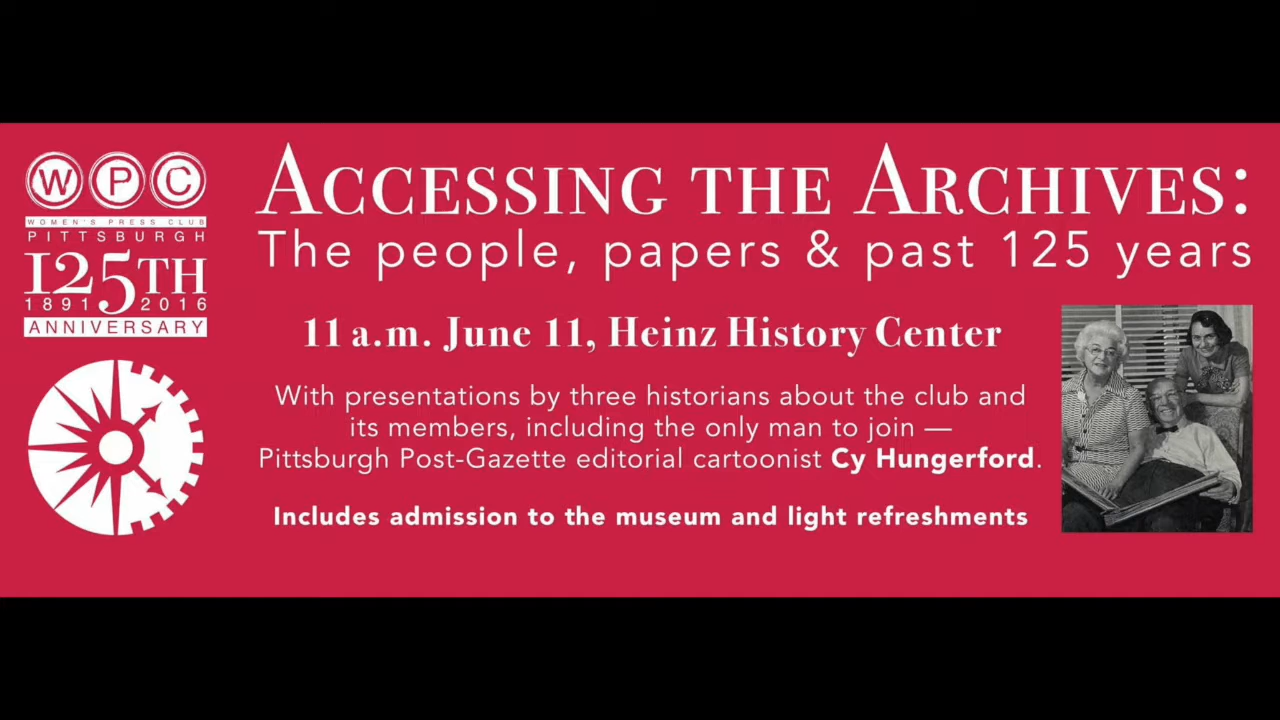 W P C
WOMEN'S PRESS CLUB
PITTSBURGH
125TH
1891 2016
ANNIVERSARY
ACCESSING THE ARCHIVES:
The people, papers & past 125 years
11 a.m. June 11, Heinz History Center
With presentations by three historians about the club and
its members, including the only man to join —
Pittsburgh Post-Gazette editorial cartoonist Cy Hungerford.
Includes admission to the museum and light refreshments